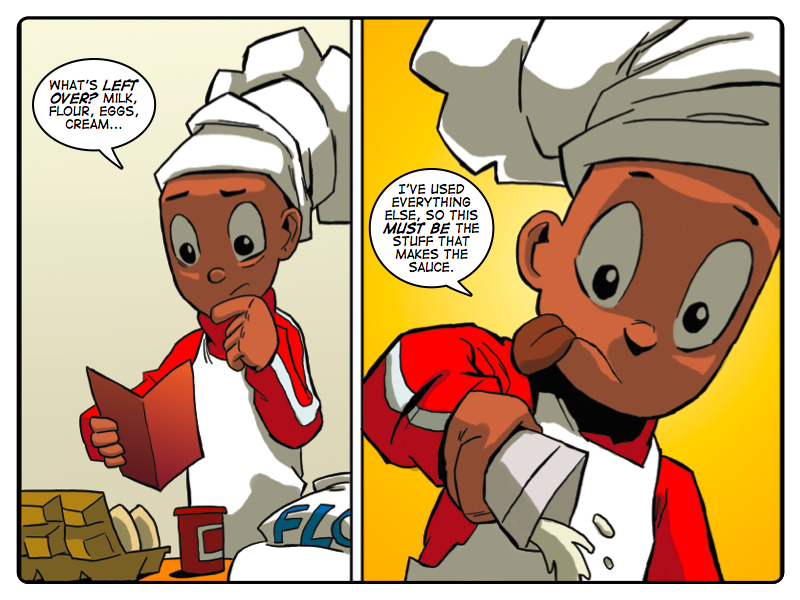 WHAT'S LEFT
OVER? MILK,
FLOUR, EGGS,
CREAM...
I'VE USED
EVERYTHING
ELSE, SO THIS
MUST BE THE
STUFF THAT
MAKES THE
SAUCE.
C
FLO